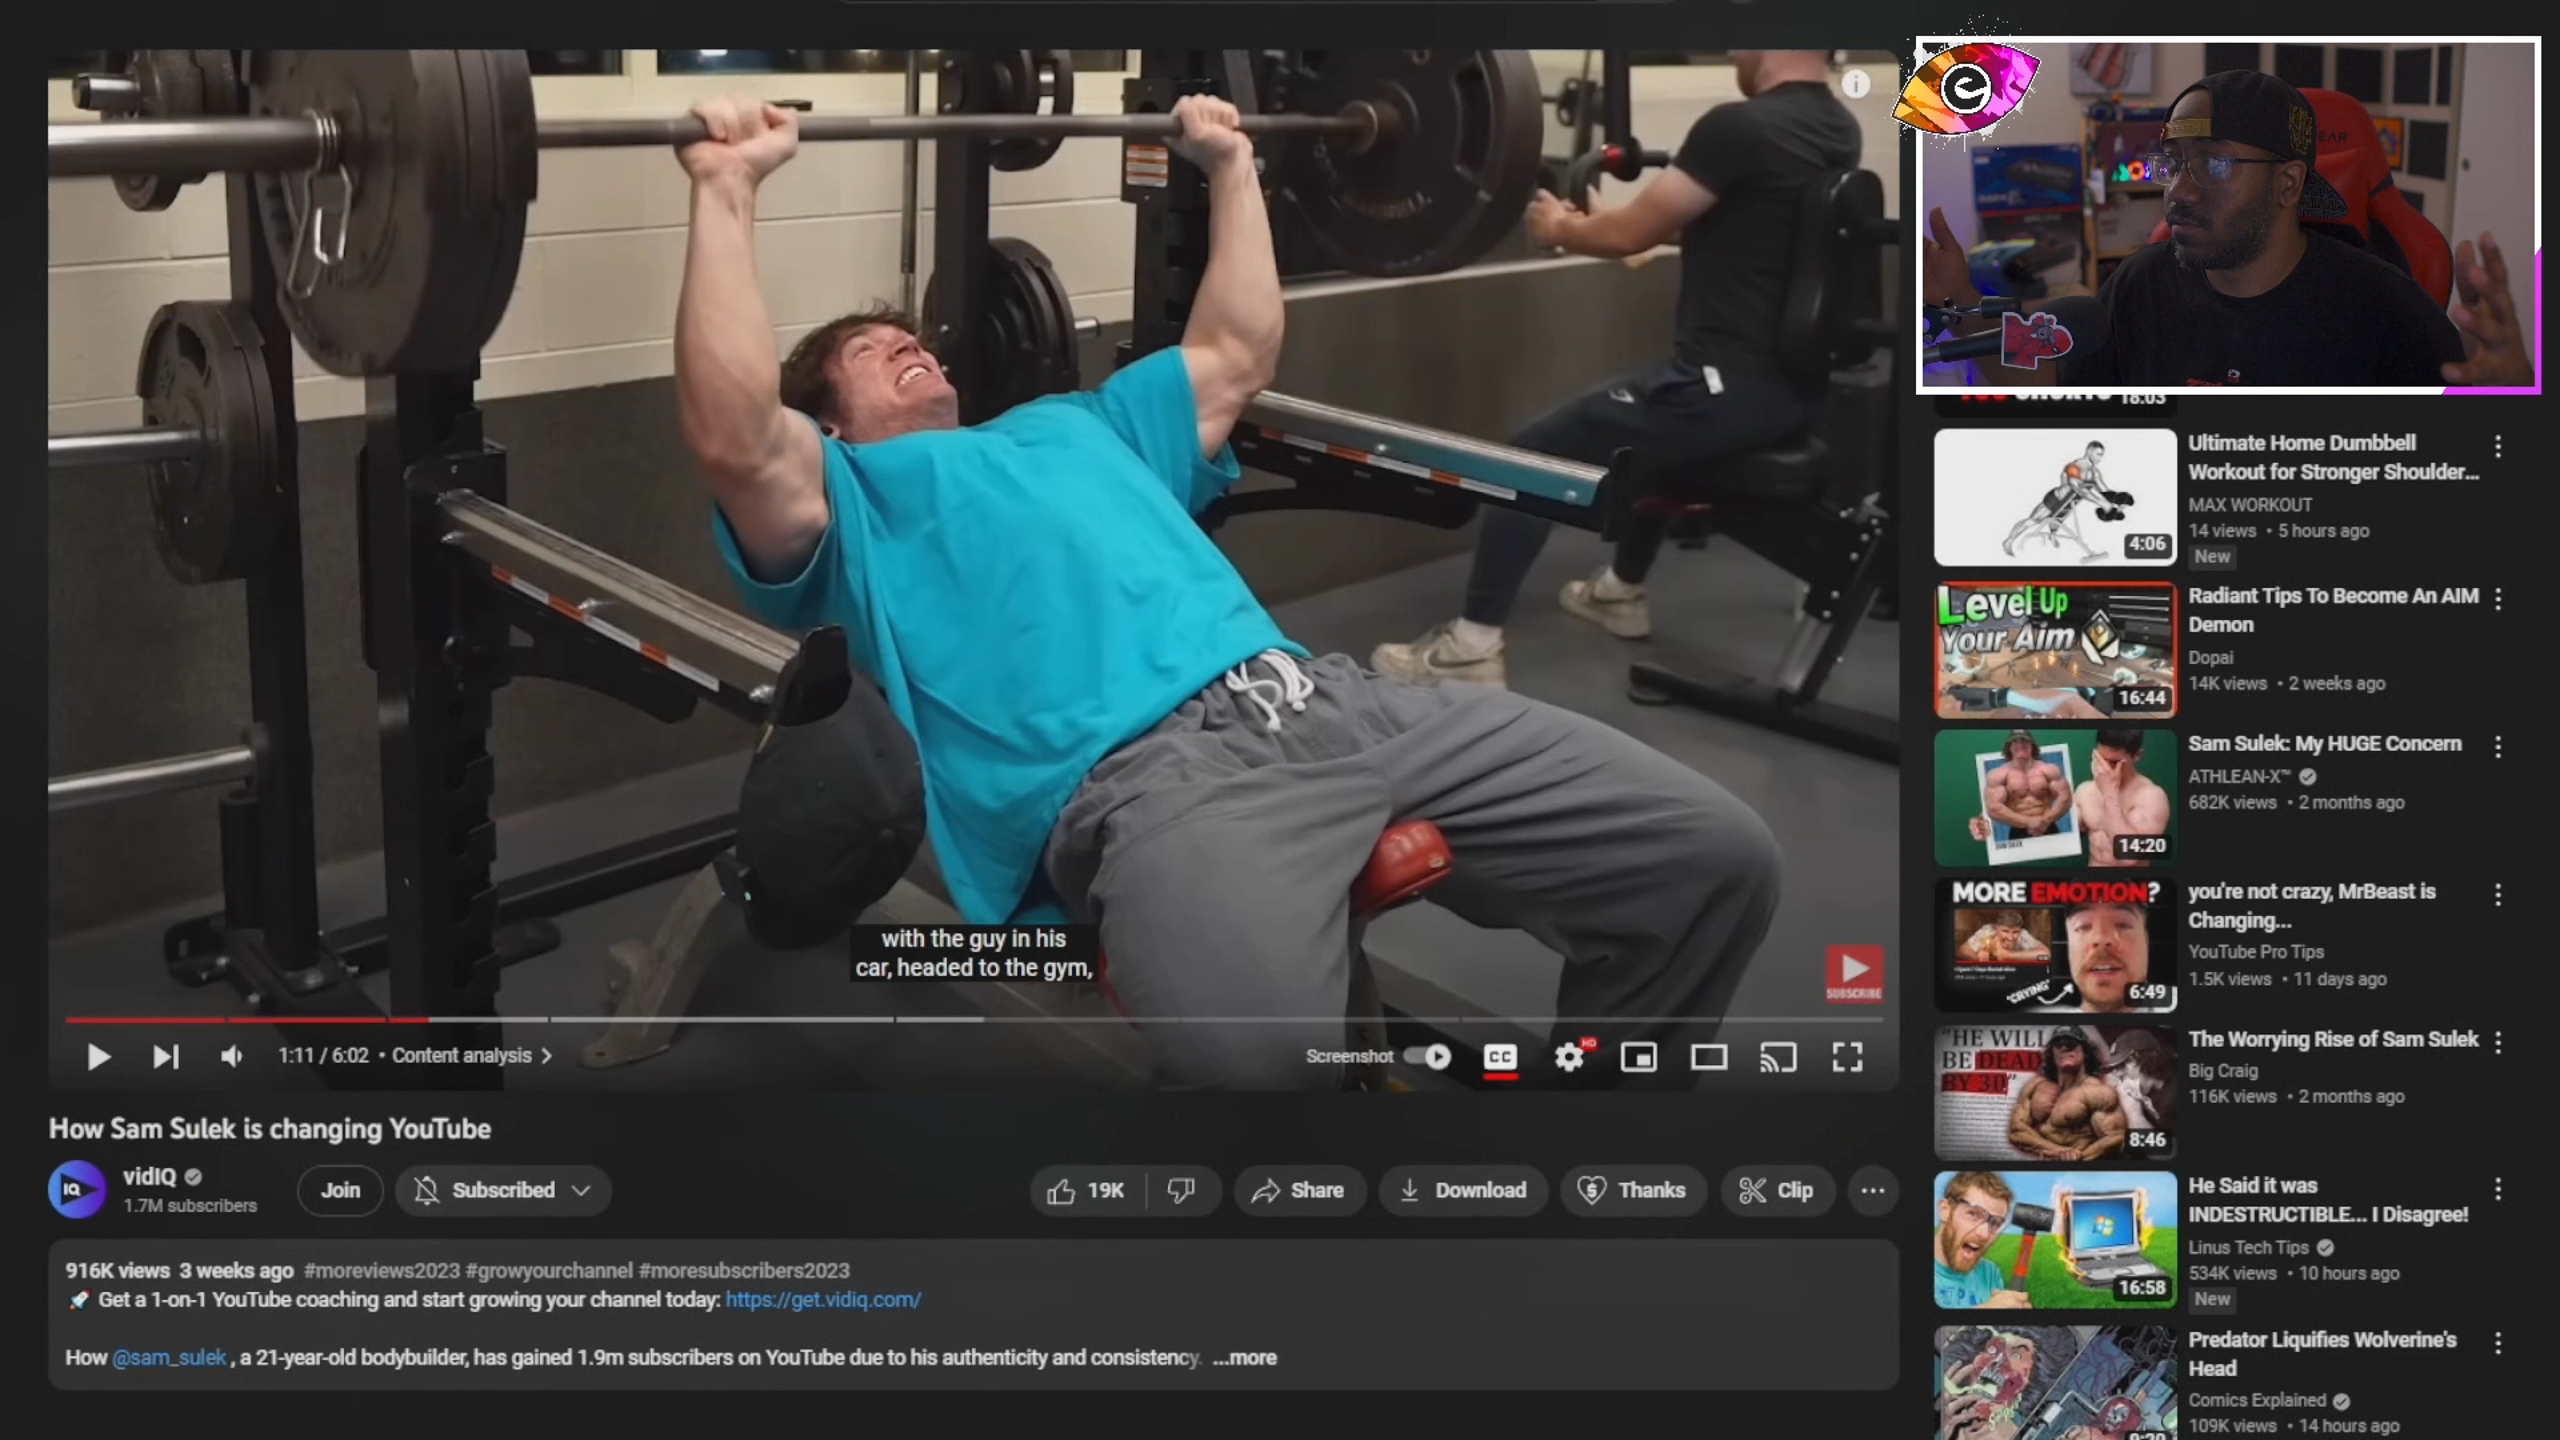 EAR
18:03
with the guy in his
car, headed to the gym,
SUBSCRIBE
1:11 / 6:02 • Content analysis
Screenshot
CC
HD
How Sam Sulek is changing YouTube
IQ
vidIQ
1.7M subscribers
Join
Subscribed
19K
Share
Download
Thanks
Clip
916K views 3 weeks ago #moreviews2023 #growyourchannel #moresubscribers2023
🚀 Get a 1-on-1 YouTube coaching and start growing your channel today: https://get.vidiq.com/
How @sam_sulek , a 21-year-old bodybuilder, has gained 1.9m subscribers on YouTube due to his authenticity and consistency. ...more
4:06
Ultimate Home Dumbbell
Workout for Stronger Shoulder...
MAX WORKOUT
14 views • 5 hours ago
New
Level Up
Your Aim
16:44
Radiant Tips To Become An AIM
Demon
Dopai
14K views • 2 weeks ago
14:20
Sam Sulek: My HUGE Concern
ATHLEAN-X™
682K views • 2 months ago
MORE EMOTION?
"CRYING"
6:49
you're not crazy, MrBeast is
Changing...
YouTube Pro Tips
1.5K views • 11 days ago
"HE WILL
BE DEAD
BY 30"
8:46
The Worrying Rise of Sam Sulek
Big Craig
116K views • 2 months ago
16:58
He Said it was
INDESTRUCTIBLE... I Disagree!
Linus Tech Tips
534K views • 10 hours ago
New
Predator Liquifies Wolverine's
Head
Comics Explained
109K views • 14 hours ago